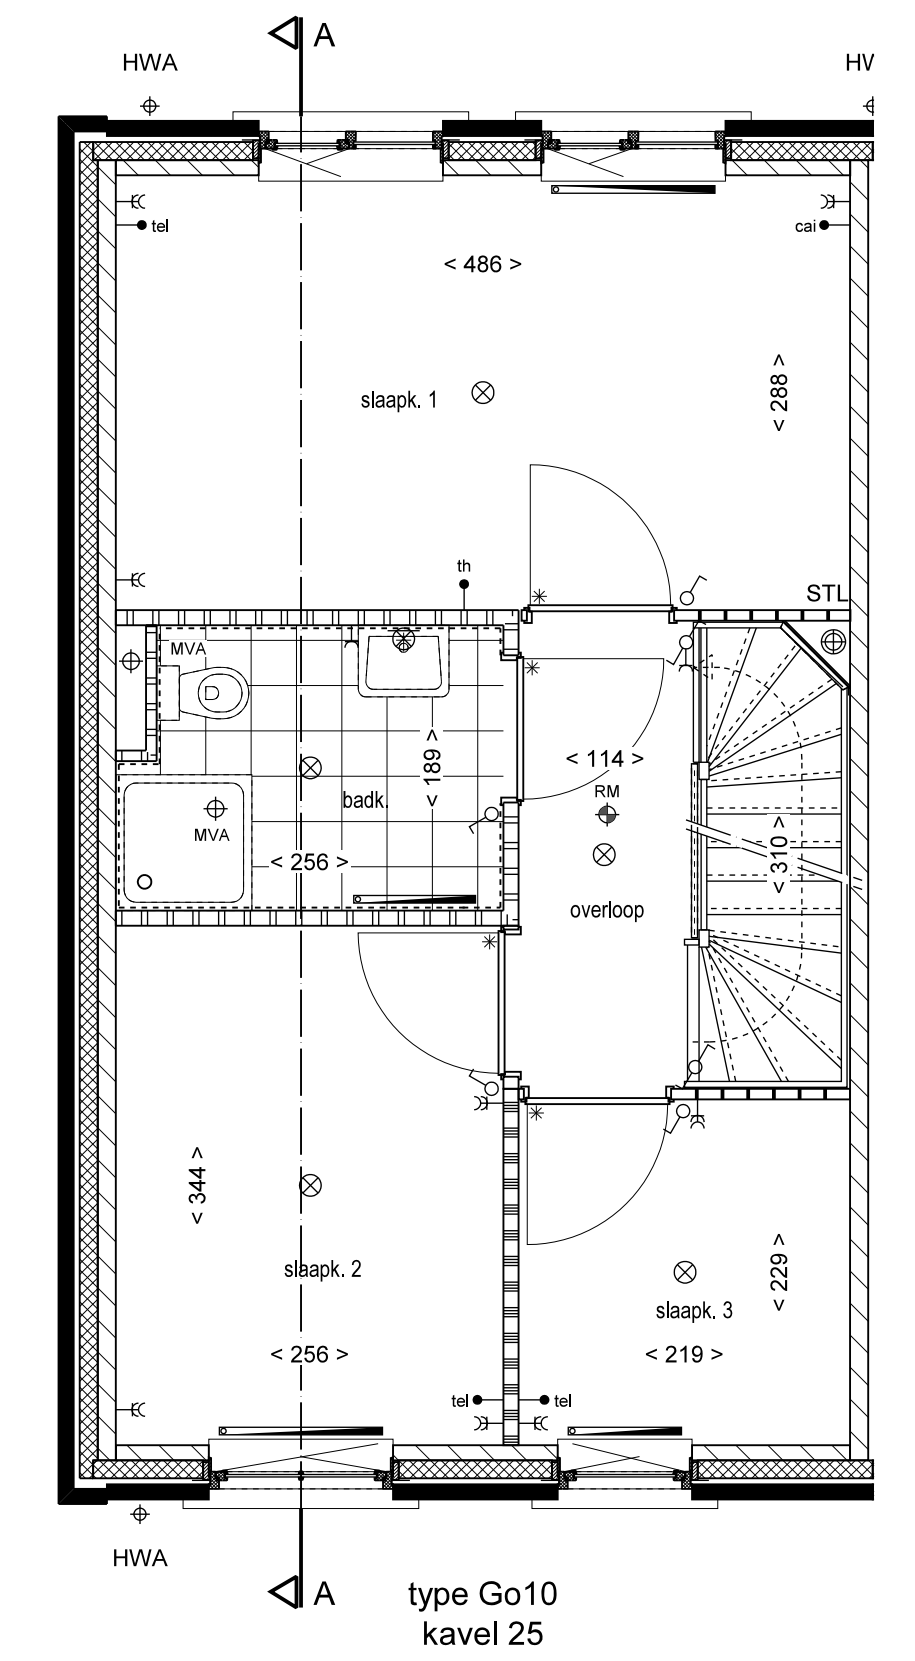 A
HWA
HV
tel
cai
< 486 >
< 288 >
slaapk. 1
th
STL
MVA
< 189 >
< 114 >
RM
badk.
MVA
< 310 >
< 256 >
overloop
< 344 >
< 229 >
slaapk. 2
slaapk. 3
< 256 >
< 219 >
tel
tel
HWA
A
type Go10
kavel 25